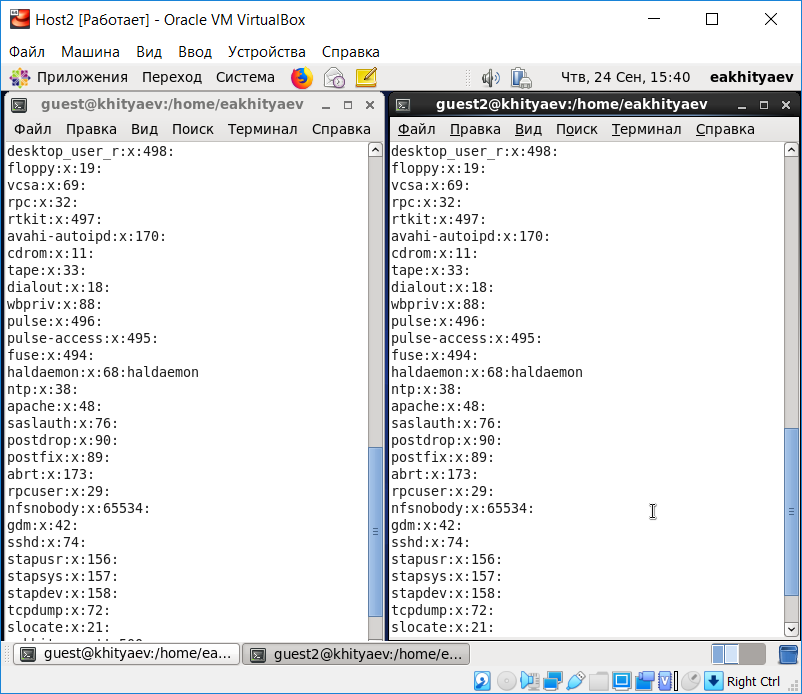 Host2 [Работает] - Oracle VM VirtualBox
Файл Машина Вид Ввод Устройства Справка
Приложения Переход Система Чтв, 24 Сен, 15:40 eakhityaev
guest@khityaev:/home/eakhityaev
Файл Правка Вид Поиск Терминал Справка
desktop_user_r:x:498:
floppy:x:19:
vcsa:x:69:
rpc:x:32:
rtkit:x:497:
avahi-autoipd:x:170:
cdrom:x:11:
tape:x:33:
dialout:x:18:
wbpriv:x:88:
pulse:x:496:
pulse-access:x:495:
fuse:x:494:
haldaemon:x:68:haldaemon
ntp:x:38:
apache:x:48:
saslauth:x:76:
postdrop:x:90:
postfix:x:89:
abrt:x:173:
rpcuser:x:29:
nfsnobody:x:65534:
gdm:x:42:
sshd:x:74:
stapusr:x:156:
stapsys:x:157:
stapdev:x:158:
tcpdump:x:72:
slocate:x:21:
guest2@khityaev:/home/eakhityaev
Файл Правка Вид Поиск Терминал Справка
desktop_user_r:x:498:
floppy:x:19:
vcsa:x:69:
rpc:x:32:
rtkit:x:497:
avahi-autoipd:x:170:
cdrom:x:11:
tape:x:33:
dialout:x:18:
wbpriv:x:88:
pulse:x:496:
pulse-access:x:495:
fuse:x:494:
haldaemon:x:68:haldaemon
ntp:x:38:
apache:x:48:
saslauth:x:76:
postdrop:x:90:
postfix:x:89:
abrt:x:173:
rpcuser:x:29:
nfsnobody:x:65534:
gdm:x:42:
sshd:x:74:
stapusr:x:156:
stapsys:x:157:
stapdev:x:158:
tcpdump:x:72:
slocate:x:21:
guest@khityaev:/home/ea... guest2@khityaev:/home/e...
Right Ctrl